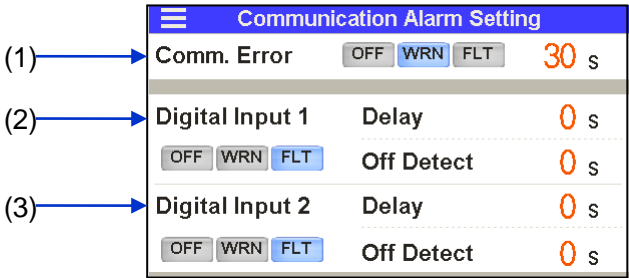 Communication Alarm Setting
(1) Comm. Error OFF WRN FLT 30 s
(2) Digital Input 1 Delay 0 s
OFF WRN FLT Off Detect 0 s
(3) Digital Input 2 Delay 0 s
OFF WRN FLT Off Detect 0 s